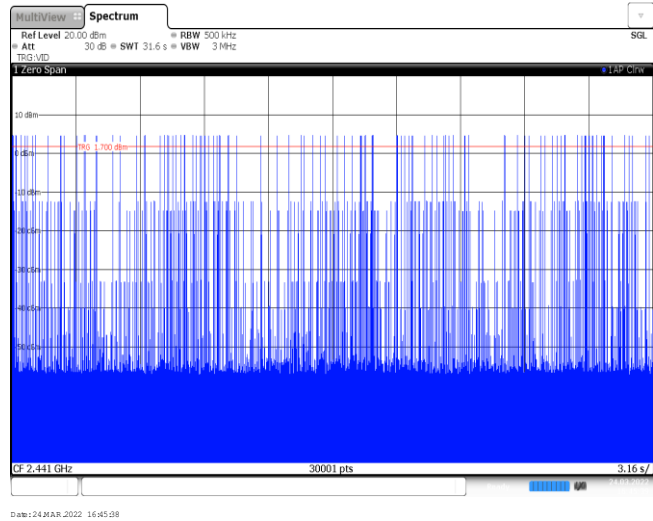 MultiView Spectrum
Ref Level 20.00 dBm RBW 500 kHz SGL
Att 30 dB SWT 31.6 s VBW 3 MHz
TRG:VID
1 Zero Span 1AP Clrw
10 dBm
TRG 1.700 dBm
0 dBm
-10 dBm
-20 dBm
-30 dBm
-40 dBm
-50 dBm
CF 2.441 GHz 30001 pts 3.16 s/
24.03.2022
Date: 24.MAR.2022 16:45:38